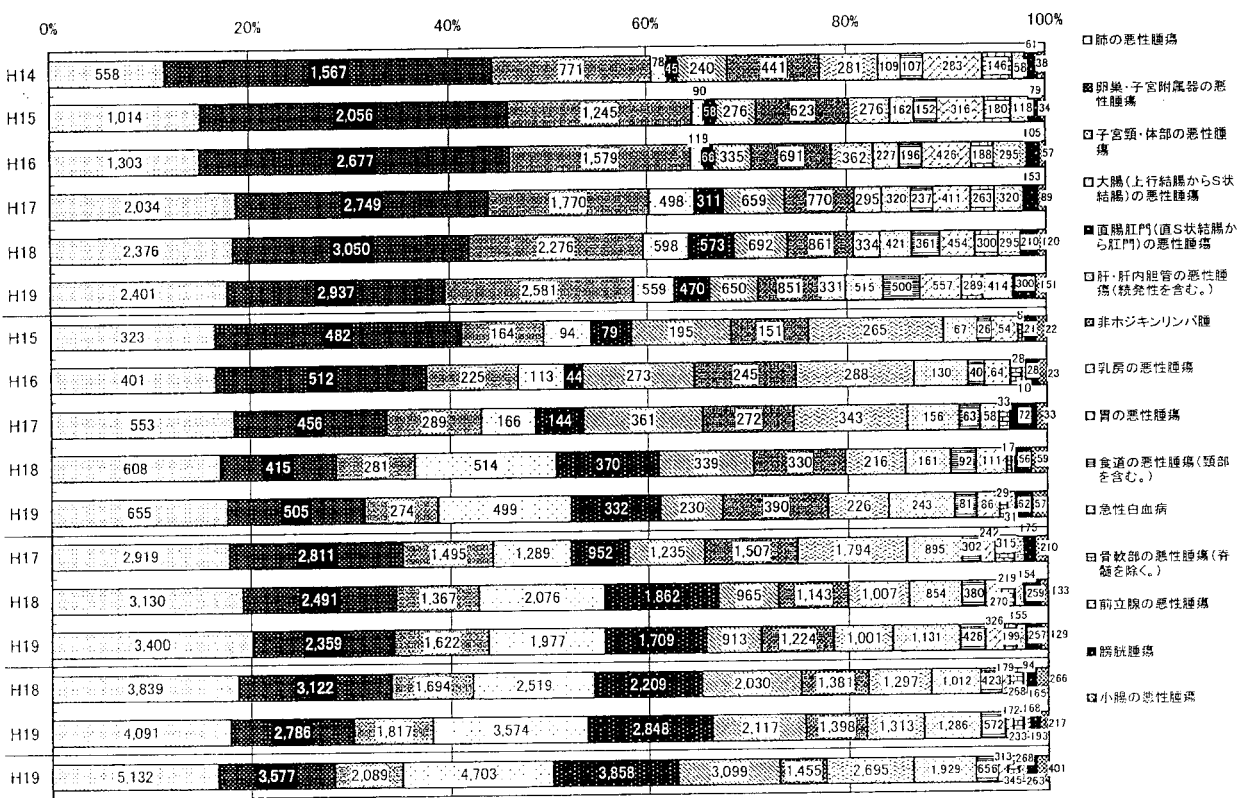 0% 20% 40% 60% 80% 100%
61
H14 558 1,567 771 78 240 441 281 109 107 283 146 58 38
90 79
H15 1,014 2,056 1,245 276 623 276 162 152 316 180 118 34
119 105
H16 1,303 2,677 1,579 66 335 691 362 227 196 426 188 295 57
153
H17 2,034 2,749 1,770 498 311 659 770 295 320 237 411 263 320 89
H18 2,376 3,050 2,276 598 573 692 861 334 421 361 454 300 295 210 120
H19 2,401 2,937 2,581 559 470 650 851 331 515 500 557 289 414 300 151
H15 323 482 164 94 79 195 151 265 67 26 54 8 21 22
H16 401 512 225 113 44 273 245 288 130 40 64 28 28 23
10
H17 553 456 289 166 144 361 272 343 156 63 58 33 72 33
H18 608 415 281 514 370 339 330 216 161 92 111 17 56 59
H19 655 505 274 499 332 230 390 226 243 81 86 29 62 57
31
H17 2,919 2,811 1,495 1,289 952 1,235 1,507 1,794 895 302 242 315 175 210
H18 3,130 2,491 1,367 2,076 1,862 965 1,143 1,007 854 380 219 154 259 133
270
H19 3,400 2,359 1,622 1,977 1,709 913 1,224 1,001 1,131 426 326 199 155 257 129
H18 3,839 3,122 1,694 2,519 2,209 2,030 1,381 1,297 1,012 423 179 94 266
268 165
H19 4,091 2,786 1,817 3,574 2,848 2,117 1,398 1,313 1,286 572 172 168 217
233 193
H19 5,132 3,577 2,089 4,703 3,858 3,099 1,455 2,695 1,929 656 313 268 401
345 263
肺の悪性腫瘍
卵巣・子宮附属器の悪
性腫瘍
子宮頸・体部の悪性腫
瘍
大腸(上行結腸からS状
結腸)の悪性腫瘍
直腸肛門(直S状結腸か
ら肛門)の悪性腫瘍
肝・肝内胆管の悪性腫
瘍(続発性を含む。)
非ホジキンリンパ腫
乳房の悪性腫瘍
胃の悪性腫瘍
食道の悪性腫瘍(頸部
を含む。)
急性白血病
骨軟部の悪性腫瘍(脊
髄を除く。)
前立腺の悪性腫瘍
膀胱腫瘍
小腸の悪性腫瘍